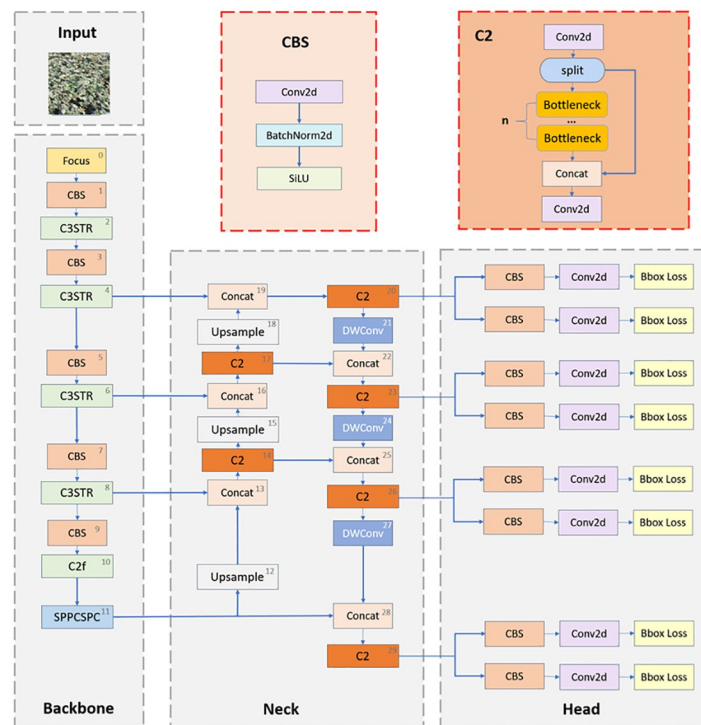 Input
CBS
Conv2d
BatchNorm2d
SiLU
C2
Conv2d
split
Bottleneck
...
n
Bottleneck
Concat
Conv2d
Focus 0
CBS 1
C3STR 2
CBS 3
C3STR 4
CBS 5
C3STR 6
CBS 7
C3STR 8
CBS 9
C2f 10
SPPCSPC 11
Backbone
Concat 19
Upsample 18
C2 17
Concat 16
Upsample 15
C2 14
Concat 13
Upsample 12
C2 20
DWConv 21
Concat 22
C2 23
DWConv 24
Concat 25
C2 26
DWConv 27
Concat 28
C2 29
Neck
CBS Conv2d Bbox Loss
CBS Conv2d Bbox Loss
CBS Conv2d Bbox Loss
CBS Conv2d Bbox Loss
CBS Conv2d Bbox Loss
CBS Conv2d Bbox Loss
CBS Conv2d Bbox Loss
CBS Conv2d Bbox Loss
Head